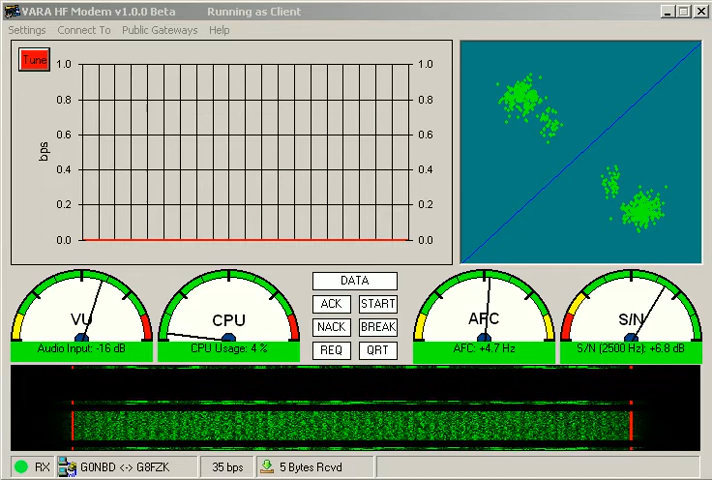 VARA HF Modem v1.0.0 Beta Running as Client
Settings Connect To Public Gateways Help
Tune
1.0 1.0
0.8 0.8
0.6 0.6
bps
0.4 0.4
0.2 0.2
0.0 0.0
DATA
ACK START
NACK BREAK
REQ QRT
VU
Audio Input: -16 dB
CPU
CPU Usage: 4 %
AFC
AFC: +4.7 Hz
S/N
S/N (2500 Hz): +6.8 dB
RX G0NBD <-> G8FZK 35 bps 5 Bytes Rcvd